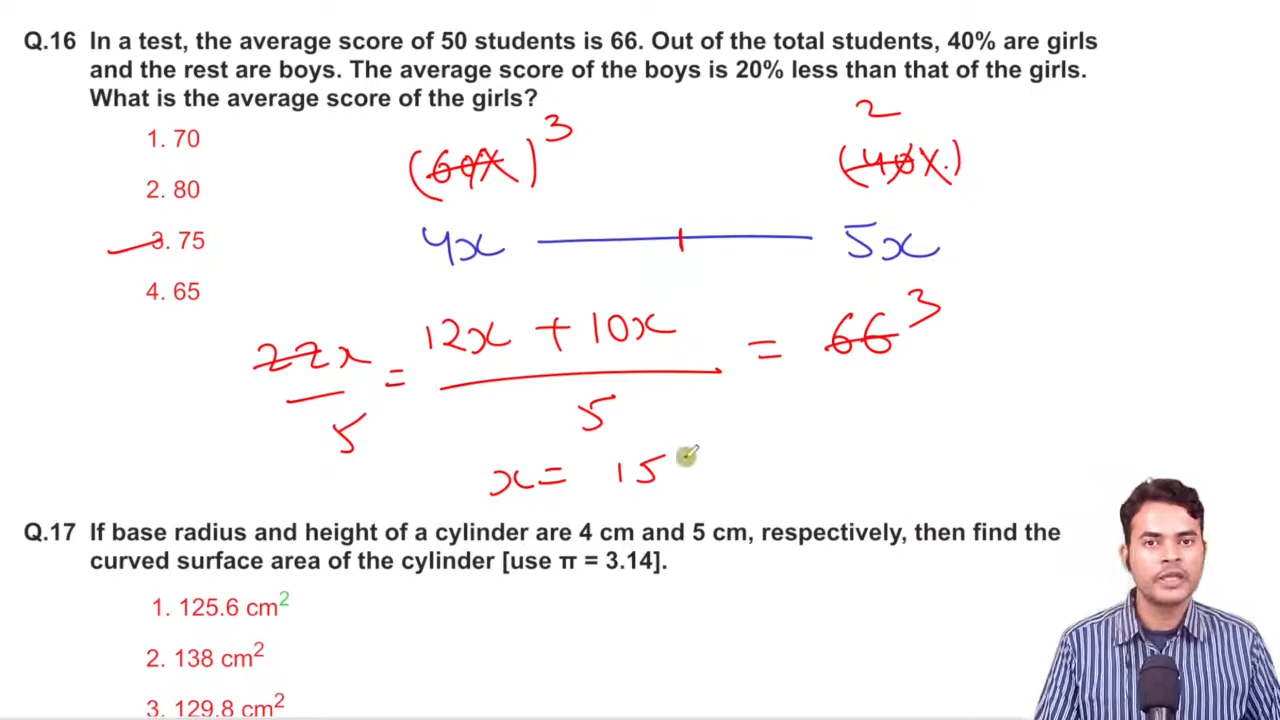 Q.16 In a test, the average score of 50 students is 66. Out of the total students, 40% are girls
and the rest are boys. The average score of the boys is 20% less than that of the girls.
What is the average score of the girls?
1. 70
2. 80
3. 75
4. 65
(60x) 3
2 (40x.)
4x 5x
22x/5 = 12x + 10x/5 = 66 3
x = 15
Q.17 If base radius and height of a cylinder are 4 cm and 5 cm, respectively, then find the
curved surface area of the cylinder [use π = 3.14].
1. 125.6 cm²
2. 138 cm²
3. 129.8 cm²